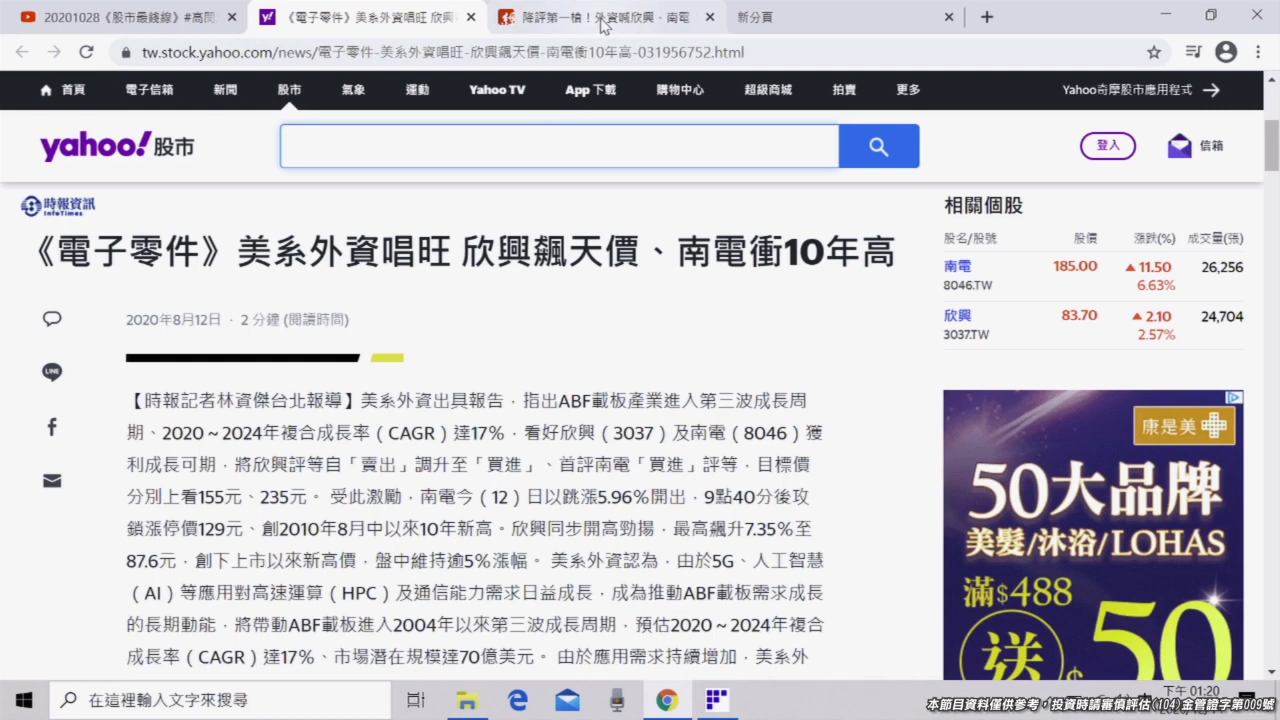 20201028《股市最錢線》#高閔
《電子零件》美系外資唱旺 欣興
降評第一槍！外資喊欣興、南電
新分頁
tw.stock.yahoo.com/news/電子零件-美系外資唱旺-欣興飆天價-南電衝10年高-031956752.html
首頁
電子信箱
新聞
股市
氣象
運動
Yahoo TV
App 下載
購物中心
超級商城
拍賣
更多
Yahoo奇摩股市應用程式
yahoo!股市
登入
信箱
時報資訊
InfoTimes
《電子零件》美系外資唱旺 欣興飆天價、南電衝10年高
2020年8月12日 · 2 分鐘 (閱讀時間)
LINE
【時報記者林資傑台北報導】美系外資出具報告，指出ABF載板產業進入第三波成長周
期、2020～2024年複合成長率（CAGR）達17%，看好欣興（3037）及南電（8046）獲
利成長可期，將欣興評等自「賣出」調升至「買進」、首評南電「買進」評等，目標價
分別上看155元、235元。 受此激勵，南電今（12）日以跳漲5.96%開出，9點40分後攻
鎖漲停價129元、創2010年8月中以來10年新高。欣興同步開高勁揚，最高飆升7.35%至
87.6元，創下上市以來新高價，盤中維持逾5%漲幅。 美系外資認為，由於5G、人工智慧
（AI）等應用對高速運算（HPC）及通信能力需求日益成長，成為推動ABF載板需求成長
的長期動能，將帶動ABF載板進入2004年以來第三波成長周期，預估2020～2024年複合
成長率（CAGR）達17%、市場潛在規模達70億美元。 由於應用需求持續增加，美系外
相關個股
股名/股號 股價 漲跌(%) 成交量(張)
南電 185.00 ▲11.50 26,256
8046.TW 6.63%
欣興 83.70 ▲2.10 24,704
3037.TW 2.57%
康是美
50大品牌
美髮/沐浴/LOHAS
滿$488
送$50
在這裡輸入文字來搜尋
下午 01:20
本節目資料僅供參考，投資時請審慎評估(104)金管證字第009號